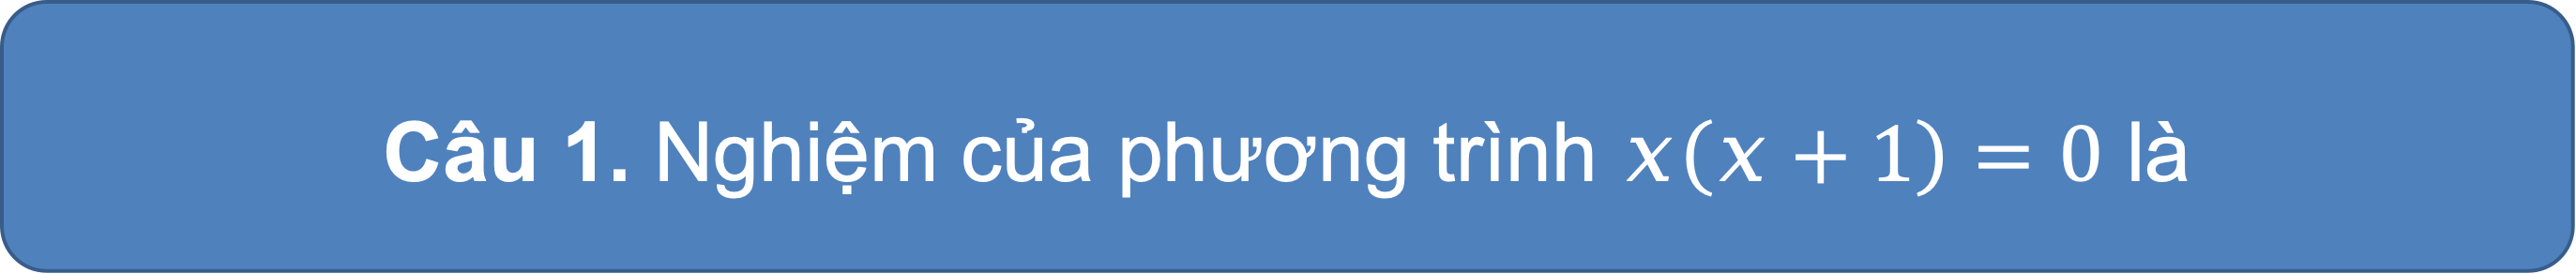 Câu 1. Nghiệm của phương trình x(x + 1) = 0 là